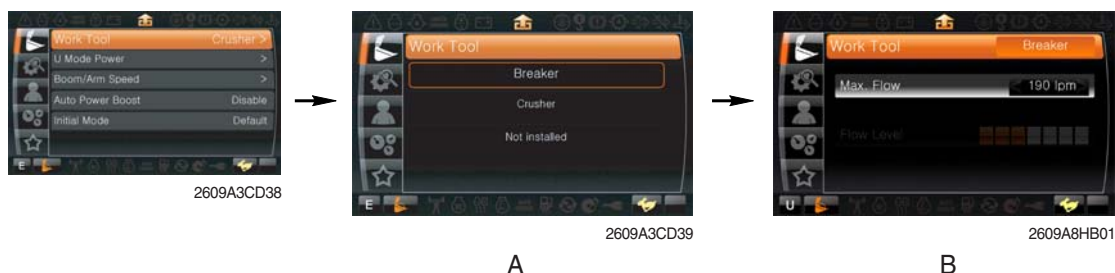 Work Tool Crusher >
U Mode Power >
Boom/Arm Speed >
Auto Power Boost Disable
Initial Mode Default
E
2609A3CD38
Work Tool
Breaker
Crusher
Not installed
E
2609A3CD39
A
Work Tool Breaker
Max. Flow < 190 lpm
Flow Level
U
2609A8HB01
B